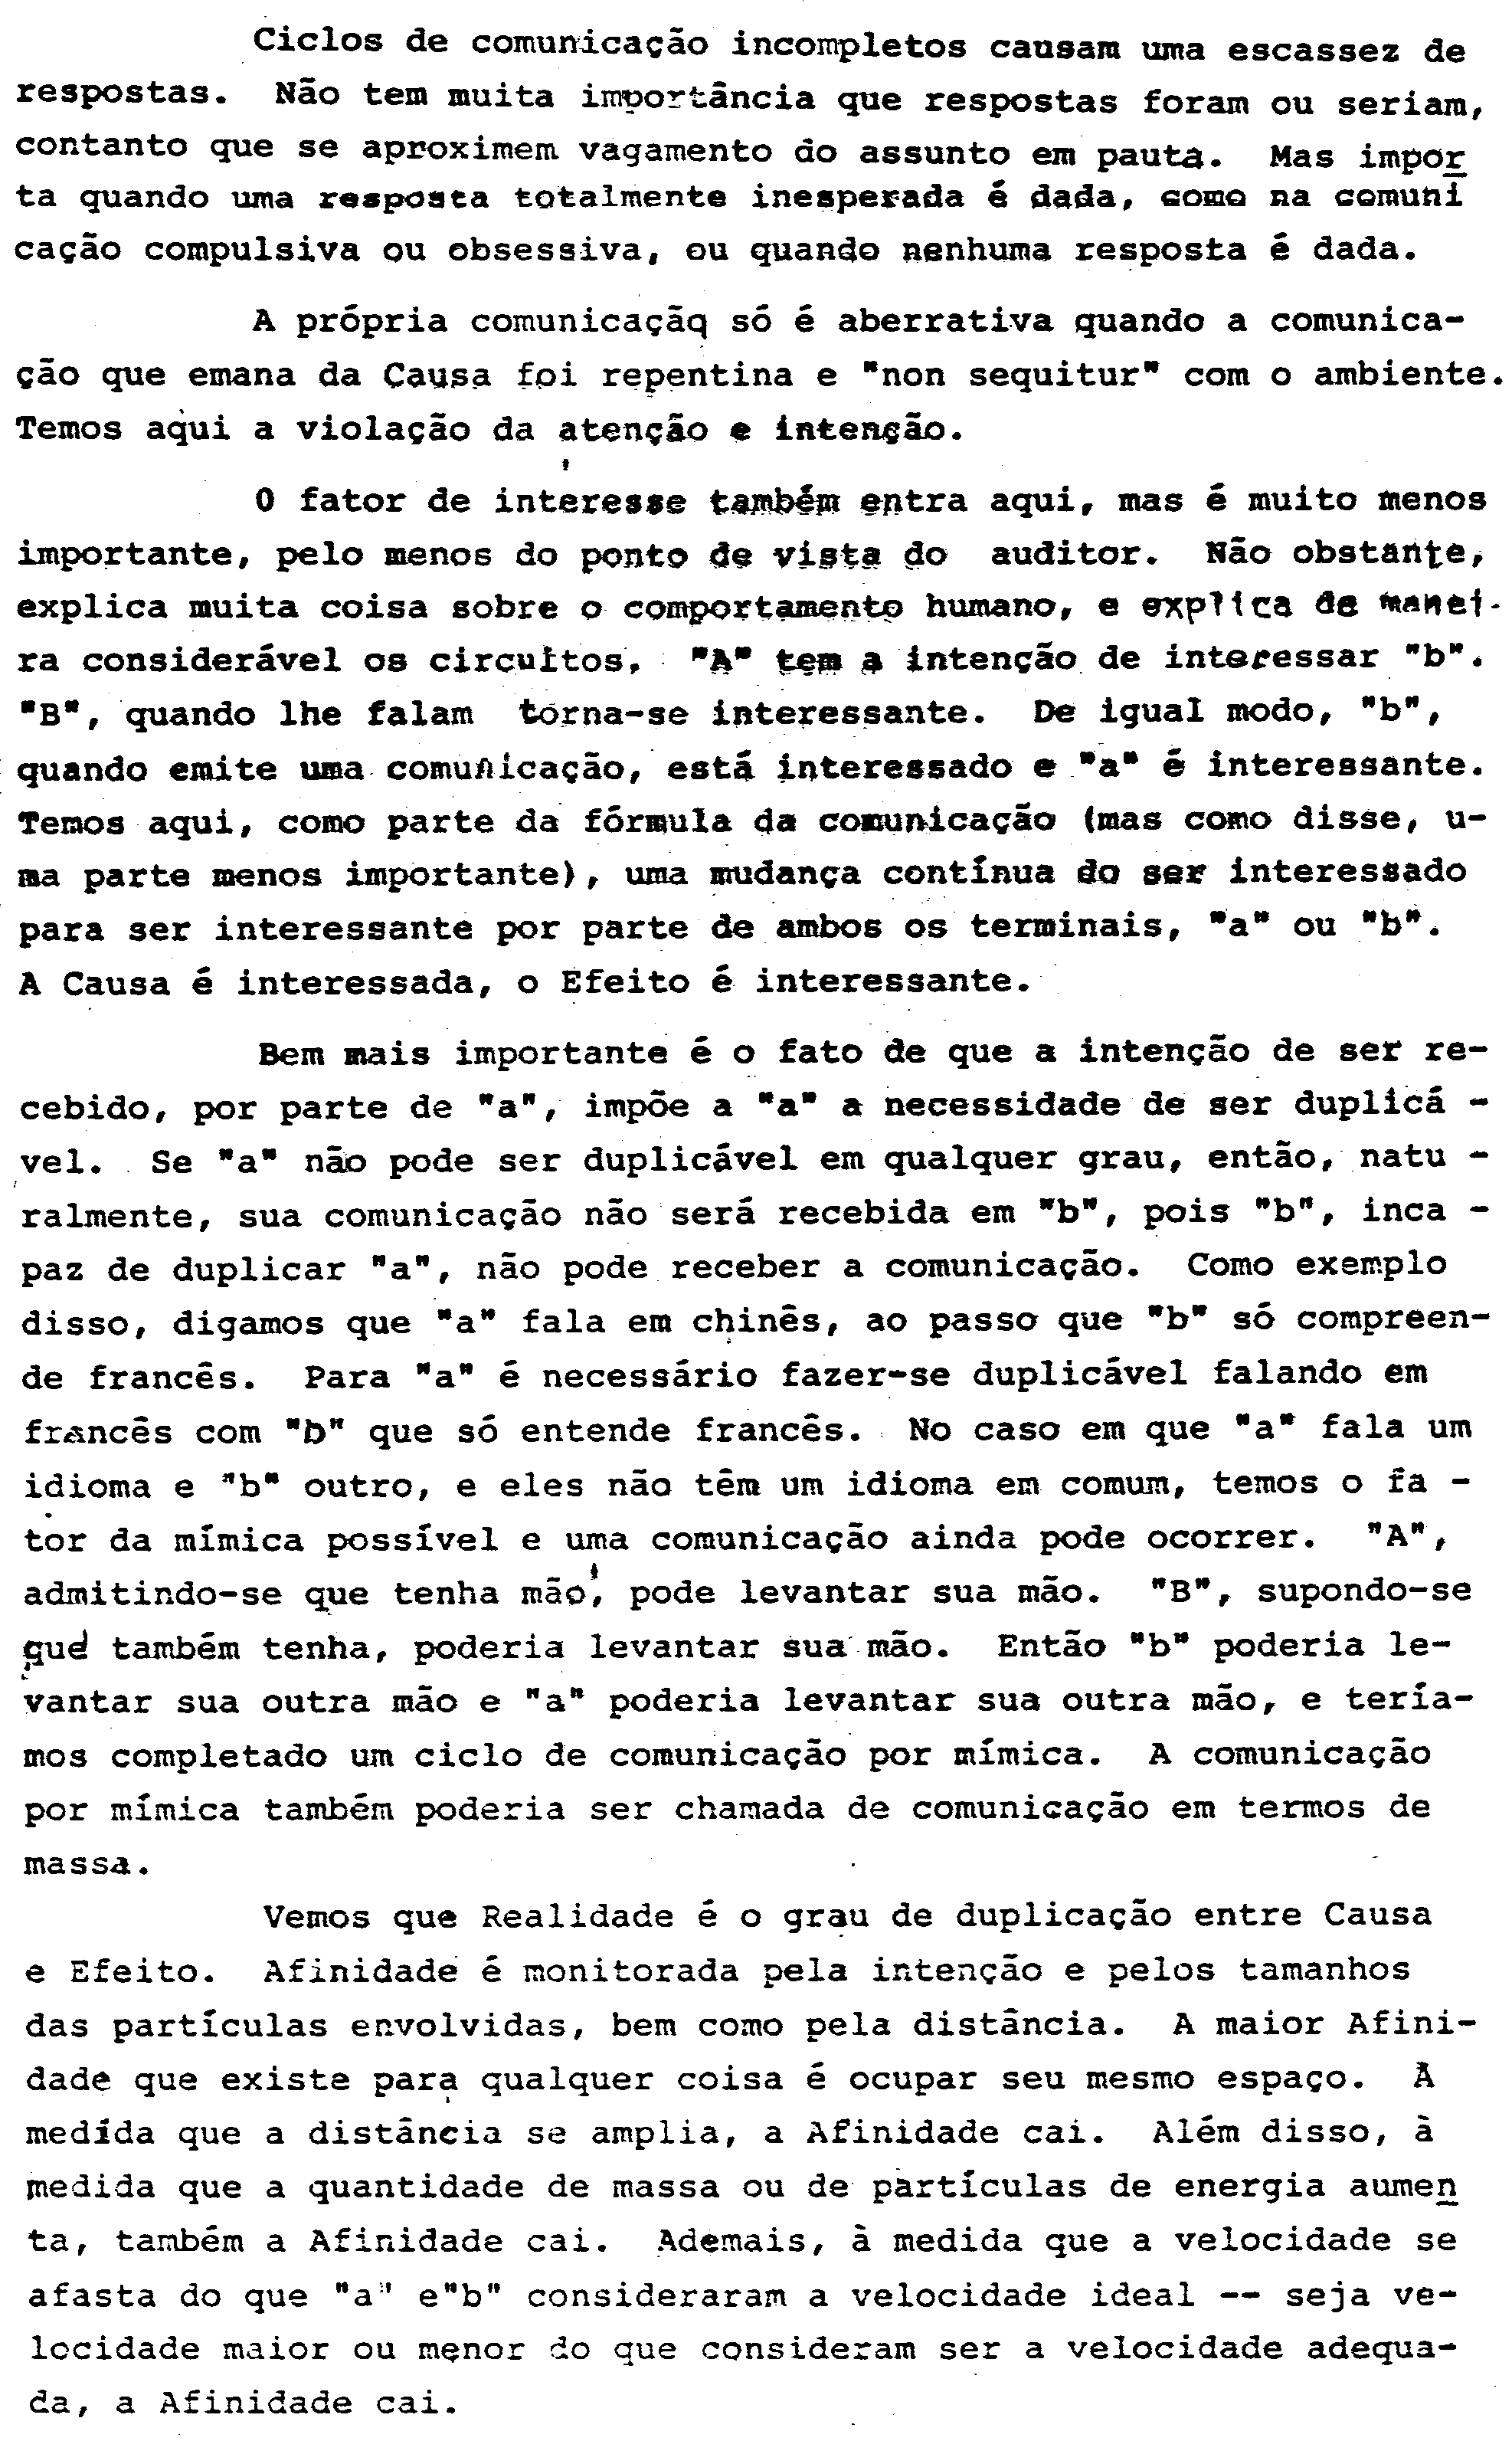 Ciclos de comunicação incompletos causam uma escassez de
respostas. Não tem muita importância que respostas foram ou seriam,
contanto que se aproximem vagamento do assunto em pauta. Mas impor
ta quando uma resposta totalmente inesperada é dada, como na comuni
cação compulsiva ou obsessiva, ou quando nenhuma resposta é dada.
A própria comunicação só é aberrativa quando a comunica-
ção que emana da Causa foi repentina e "non sequitur" com o ambiente.
Temos aqui a violação da atenção e intenção.
O fator de interesse também entra aqui, mas é muito menos
importante, pelo menos do ponto de vista do auditor. Não obstante,
explica muita coisa sobre o comportamento humano, e explica de manei-
ra considerável os circuitos. "A" tem a intenção de interessar "b".
"B", quando lhe falam torna-se interessante. De igual modo, "b",
quando emite uma comunicação, está interessado e "a" é interessante.
Temos aqui, como parte da fórmula da comunicação (mas como disse, u-
ma parte menos importante), uma mudança contínua do ser interessado
para ser interessante por parte de ambos os terminais, "a" ou "b".
A Causa é interessada, o Efeito é interessante.
Bem mais importante é o fato de que a intenção de ser re-
cebido, por parte de "a", impõe a "a" a necessidade de ser duplicá -
vel. Se "a" não pode ser duplicável em qualquer grau, então, natu -
ralmente, sua comunicação não será recebida em "b", pois "b", inca -
paz de duplicar "a", não pode receber a comunicação. Como exemplo
disso, digamos que "a" fala em chinês, ao passo que "b" só compreen-
de francês. Para "a" é necessário fazer-se duplicável falando em
francês com "b" que só entende francês. No caso em que "a" fala um
idioma e "b" outro, e eles não têm um idioma em comum, temos o fa -
tor da mímica possível e uma comunicação ainda pode ocorrer. "A",
admitindo-se que tenha mão, pode levantar sua mão. "B", supondo-se
que também tenha, poderia levantar sua mão. Então "b" poderia le-
vantar sua outra mão e "a" poderia levantar sua outra mão, e tería-
mos completado um ciclo de comunicação por mímica. A comunicação
por mímica também poderia ser chamada de comunicação em termos de
massa.
Vemos que Realidade é o grau de duplicação entre Causa
e Efeito. Afinidade é monitorada pela intenção e pelos tamanhos
das partículas envolvidas, bem como pela distância. A maior Afini-
dade que existe para qualquer coisa é ocupar seu mesmo espaço. À
medida que a distância se amplia, a Afinidade cai. Além disso, à
medida que a quantidade de massa ou de partículas de energia aumen
ta, também a Afinidade cai. Ademais, à medida que a velocidade se
afasta do que "a" e"b" consideraram a velocidade ideal -- seja ve-
locidade maior ou menor do que consideram ser a velocidade adequa-
da, a Afinidade cai.